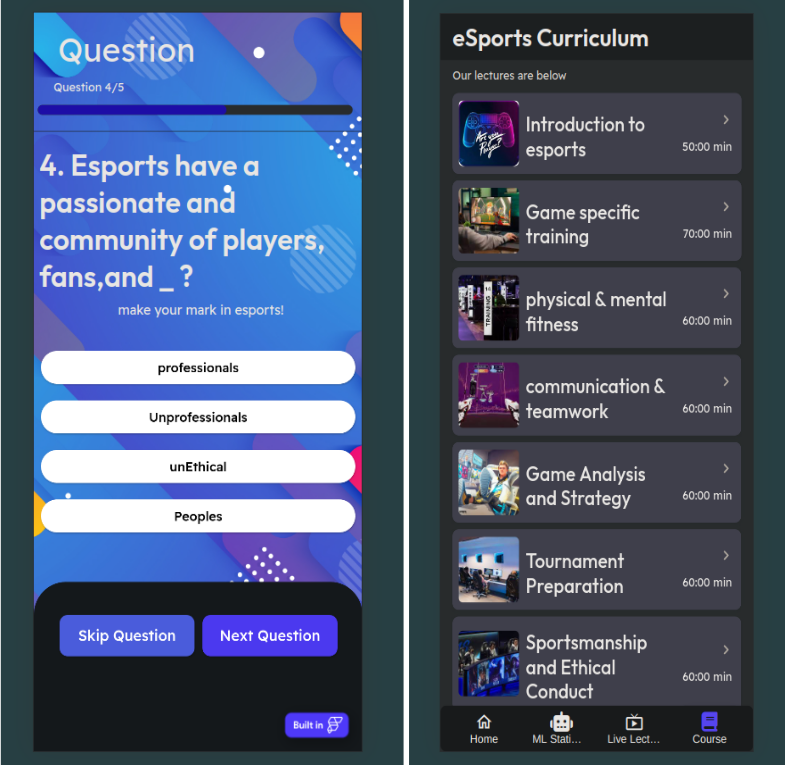 Question
Question 4/5
4. Esports have a
passionate and
community of players,
fans,and _ ?
make your mark in esports!
professionals
Unprofessionals
unEthical
Peoples
Skip Question
Next Question
Built in
eSports Curriculum
Our lectures are below
Are you Ready?
Introduction to
esports
50:00 min
Game specific
training
70:00 min
TRAINING
physical & mental
fitness
60:00 min
communication &
teamwork
60:00 min
Game Analysis
and Strategy
60:00 min
Tournament
Preparation
60:00 min
Sportsmanship
and Ethical
Conduct
60:00 min
Home
ML Stati...
Live Lect...
Course